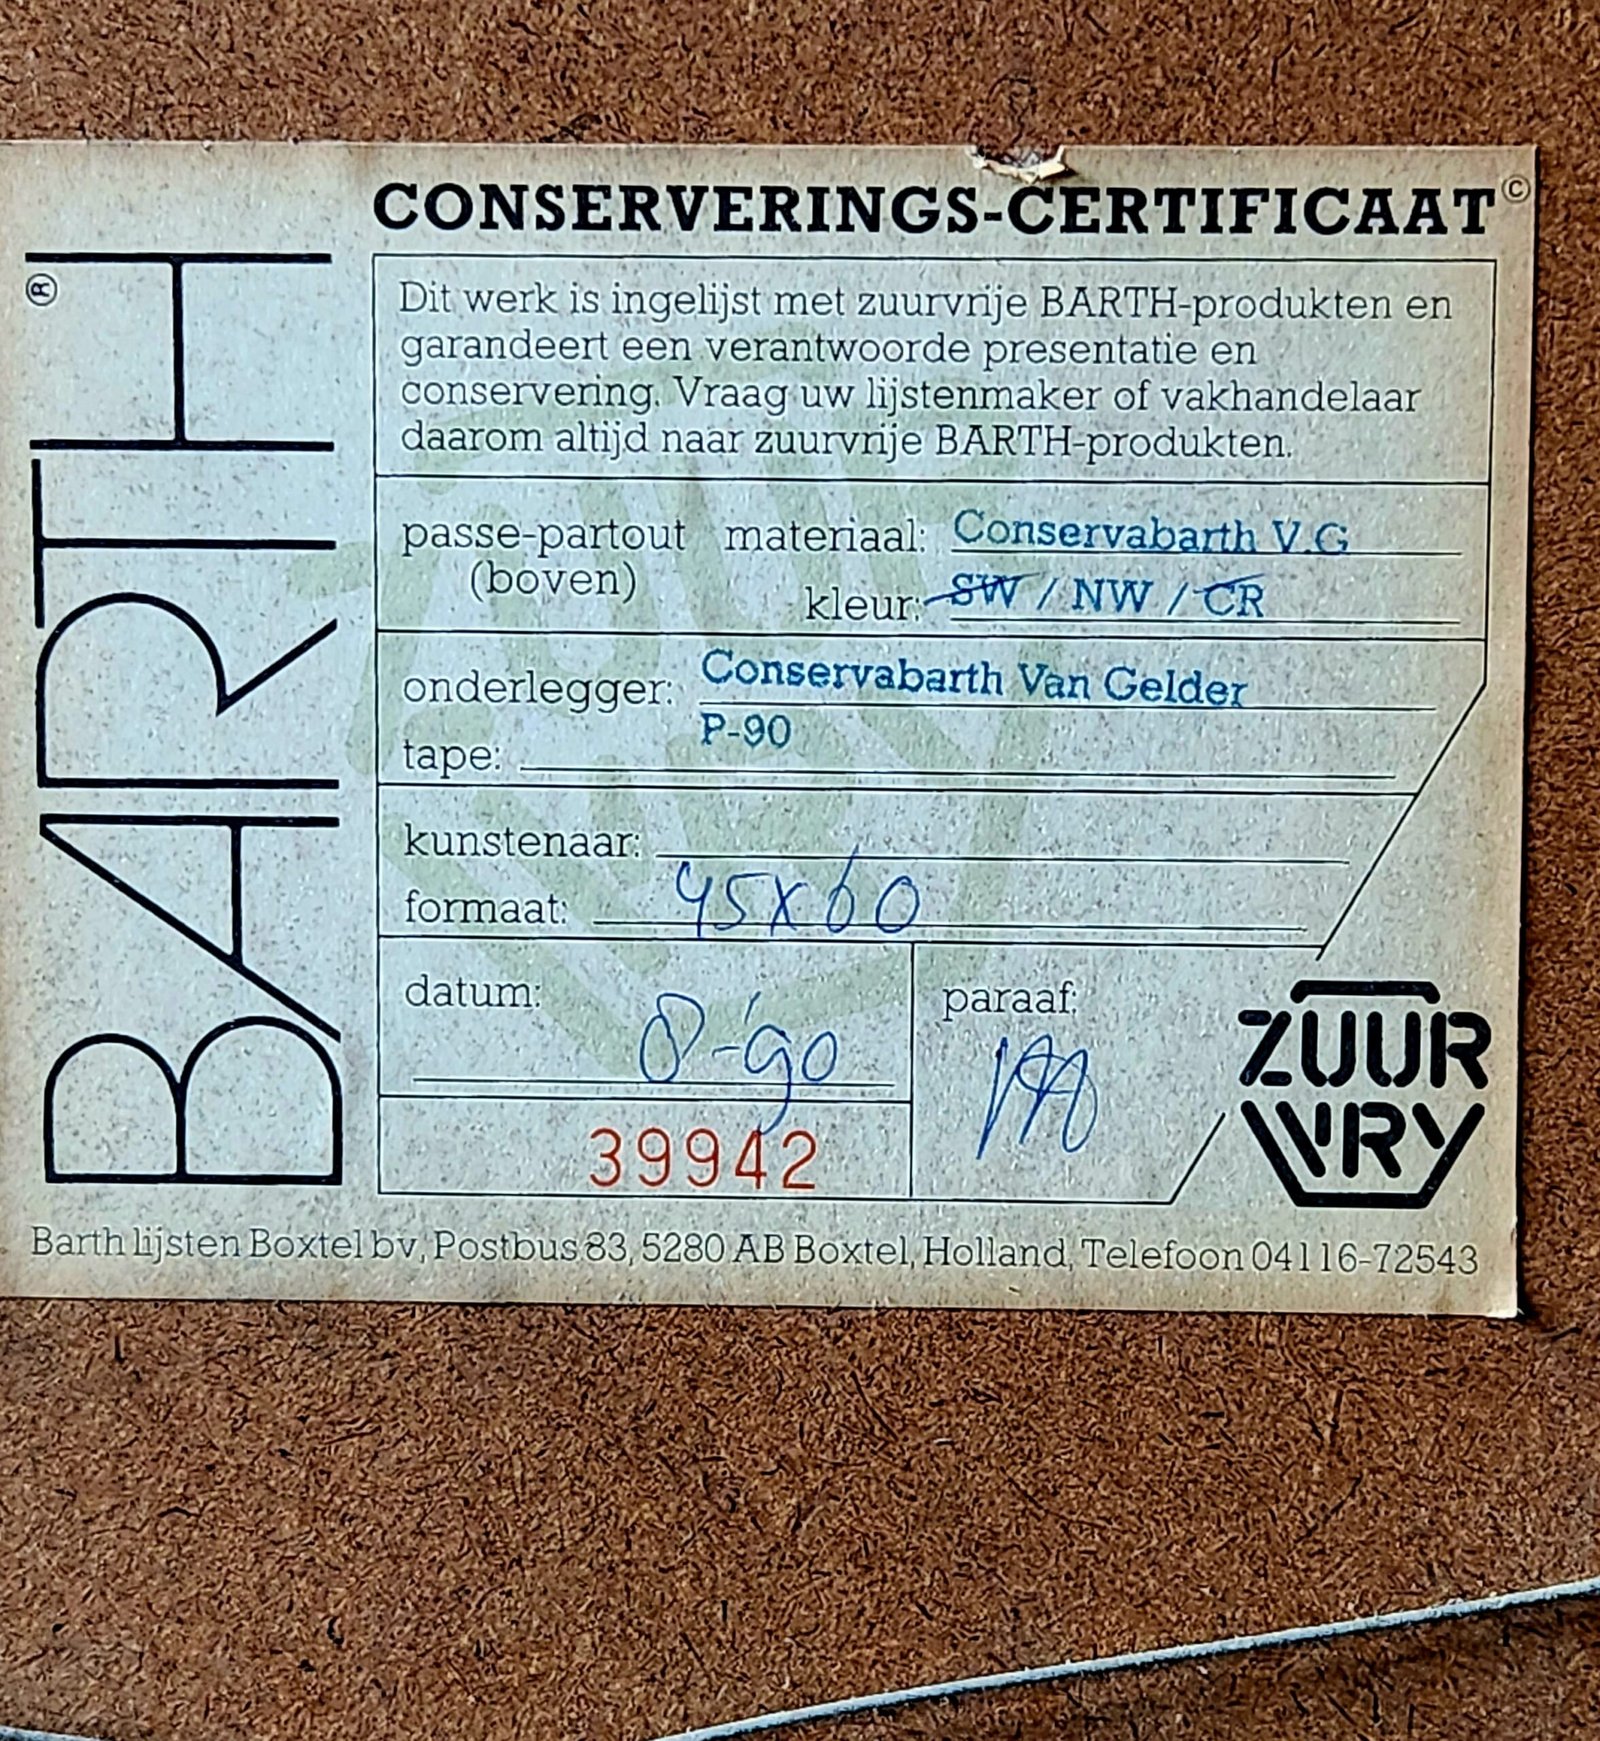 CONSERVERINGS-CERTIFICAAT©
BARTH®
Dit werk is ingelijst met zuurvrije BARTH-produkten en
garandeert een verantwoorde presentatie en
conservering. Vraag uw lijstenmaker of vakhandelaar
daarom altijd naar zuurvrije BARTH-produkten.
passe-partout materiaal: Conservabarth V.G
(boven) kleur: SW / NW / CR
onderlegger: Conservabarth Van Gelder
P-90
tape:
kunstenaar:
formaat: 45x60
datum: 8-'90
paraaf:
39942
ZUUR
VRY
Barth lijsten Boxtel bv, Postbus 83, 5280 AB Boxtel, Holland, Telefoon 04116-72543